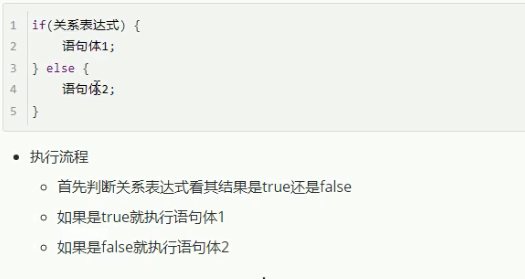 1 if(关系表达式) {
2 语句体1;
3 } else {
4 语句体2;
5 }
执行流程
首先判断关系表达式看其结果是true还是false
如果是true就执行语句体1
如果是false就执行语句体2